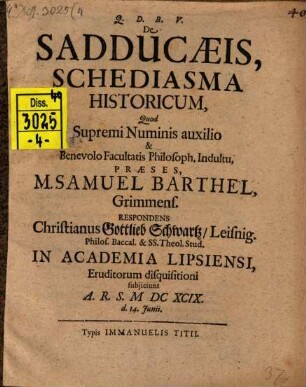 Q. D. B. V.
De
SADDUCÆIS,
SCHEDIASMA
HISTORICUM,
Quod
Supremi Numinis auxilio
&
Benevolo Facultatis Philosoph. Indultu,
PRÆSES,
M. SAMUEL BARTHEL,
Grimmens.
RESPONDENS
Christianus Gottlieb Schwartz / Leisnig.
Philos. Baccal. & SS. Theol. Stud.
IN ACADEMIA LIPSIENSI,
Eruditorum disquisitioni
subjiciunt
A. R. S. M DC XCIX.
d. 14. Junii.
Typis IMMANUELIS TITII.
Diss.
3025
-4-